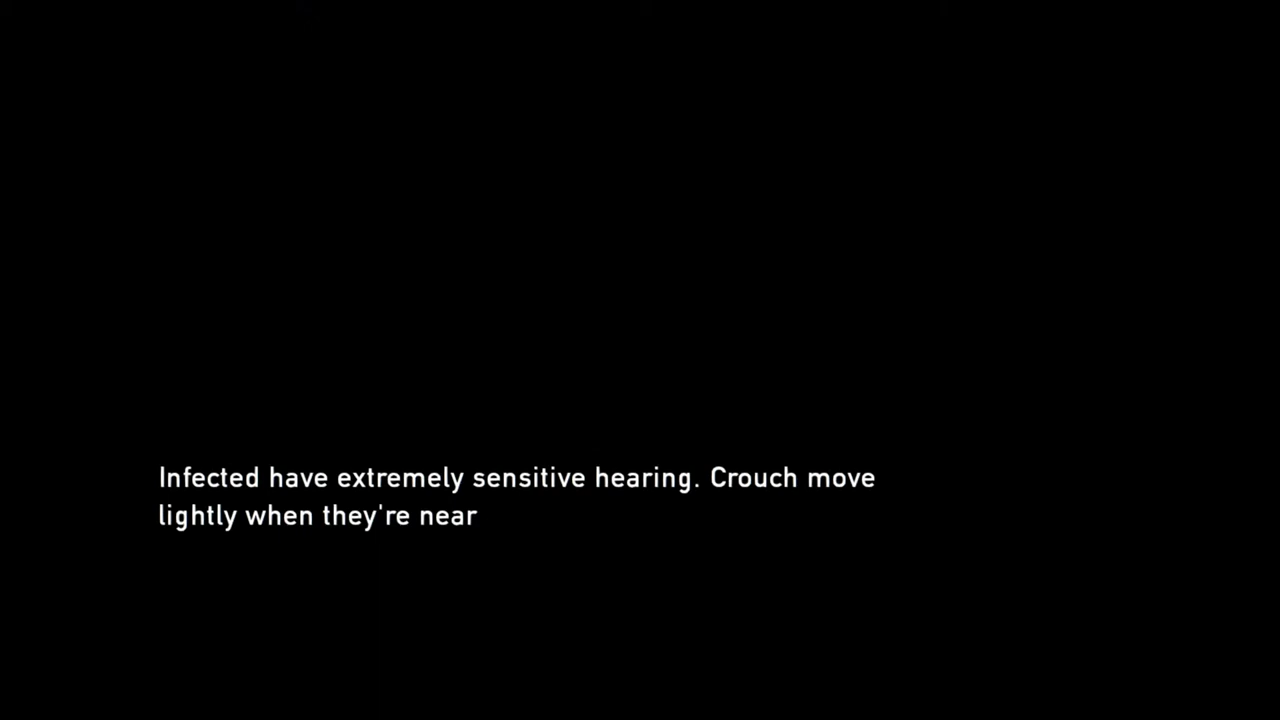 Infected have extremely sensitive hearing. Crouch move
lightly when they're near